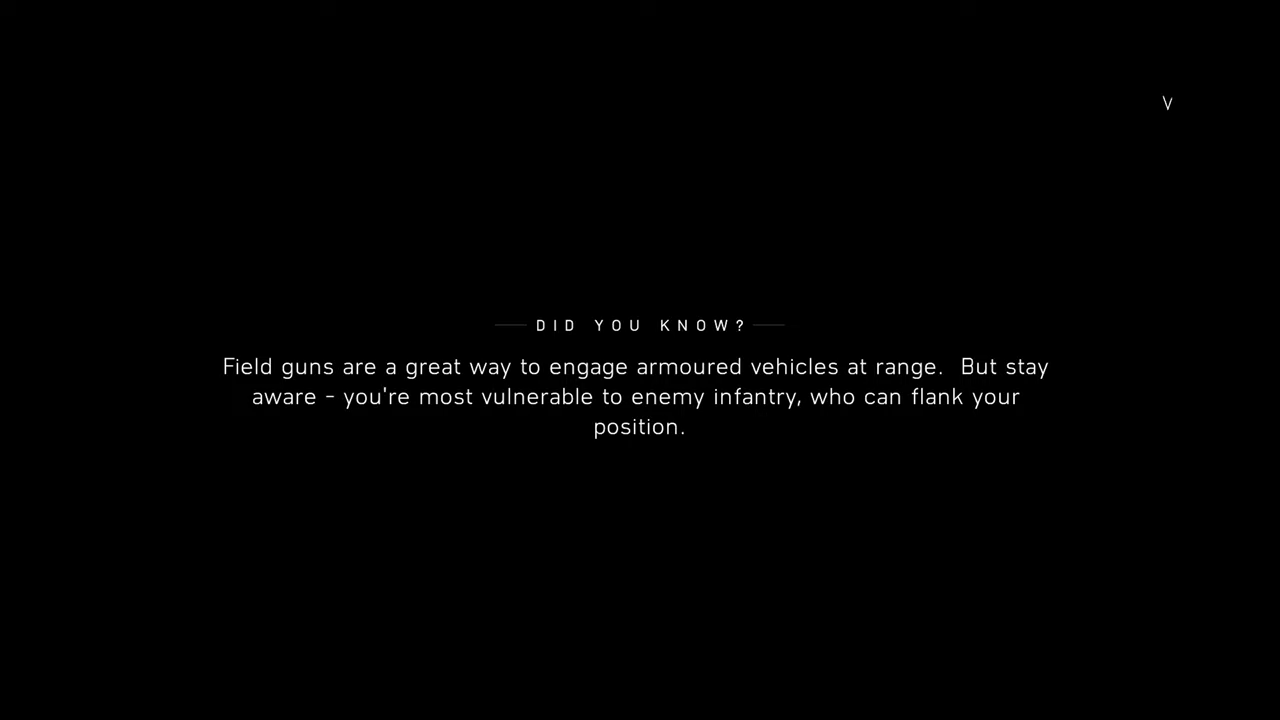 V
DID YOU KNOW?
Field guns are a great way to engage armoured vehicles at range.  But stay
aware - you're most vulnerable to enemy infantry, who can flank your
position.